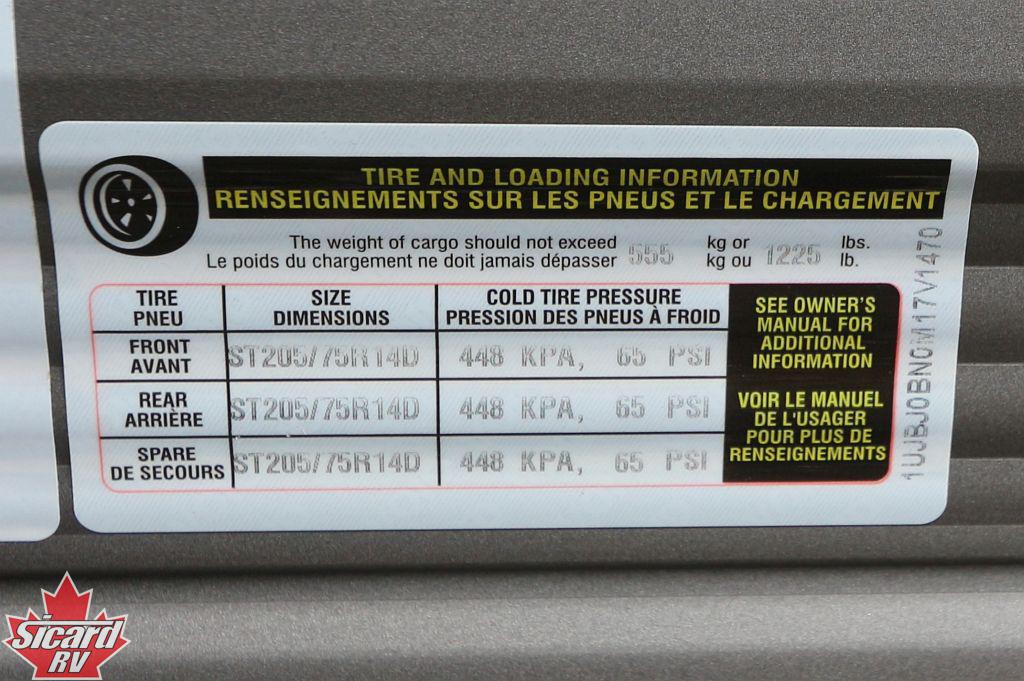 TIRE AND LOADING INFORMATION
RENSEIGNEMENTS SUR LES PNEUS ET LE CHARGEMENT
The weight of cargo should not exceed 555 kg or 1225 lbs.
Le poids du chargement ne doit jamais dépasser kg ou lb.
TIRE SIZE COLD TIRE PRESSURE
PNEU DIMENSIONS PRESSION DES PNEUS À FROID
FRONT
AVANT
ST205/75R14D 448 KPA, 65 PSI
REAR
ARRIÈRE
ST205/75R14D 448 KPA, 65 PSI
SPARE
DE SECOURS
ST205/75R14D 448 KPA, 65 PSI
SEE OWNER'S
MANUAL FOR
ADDITIONAL
INFORMATION
VOIR LE MANUEL
DE L'USAGER
POUR PLUS DE
RENSEIGNEMENTS
1UJBJ0BN0M17V1470
Sicard
RV